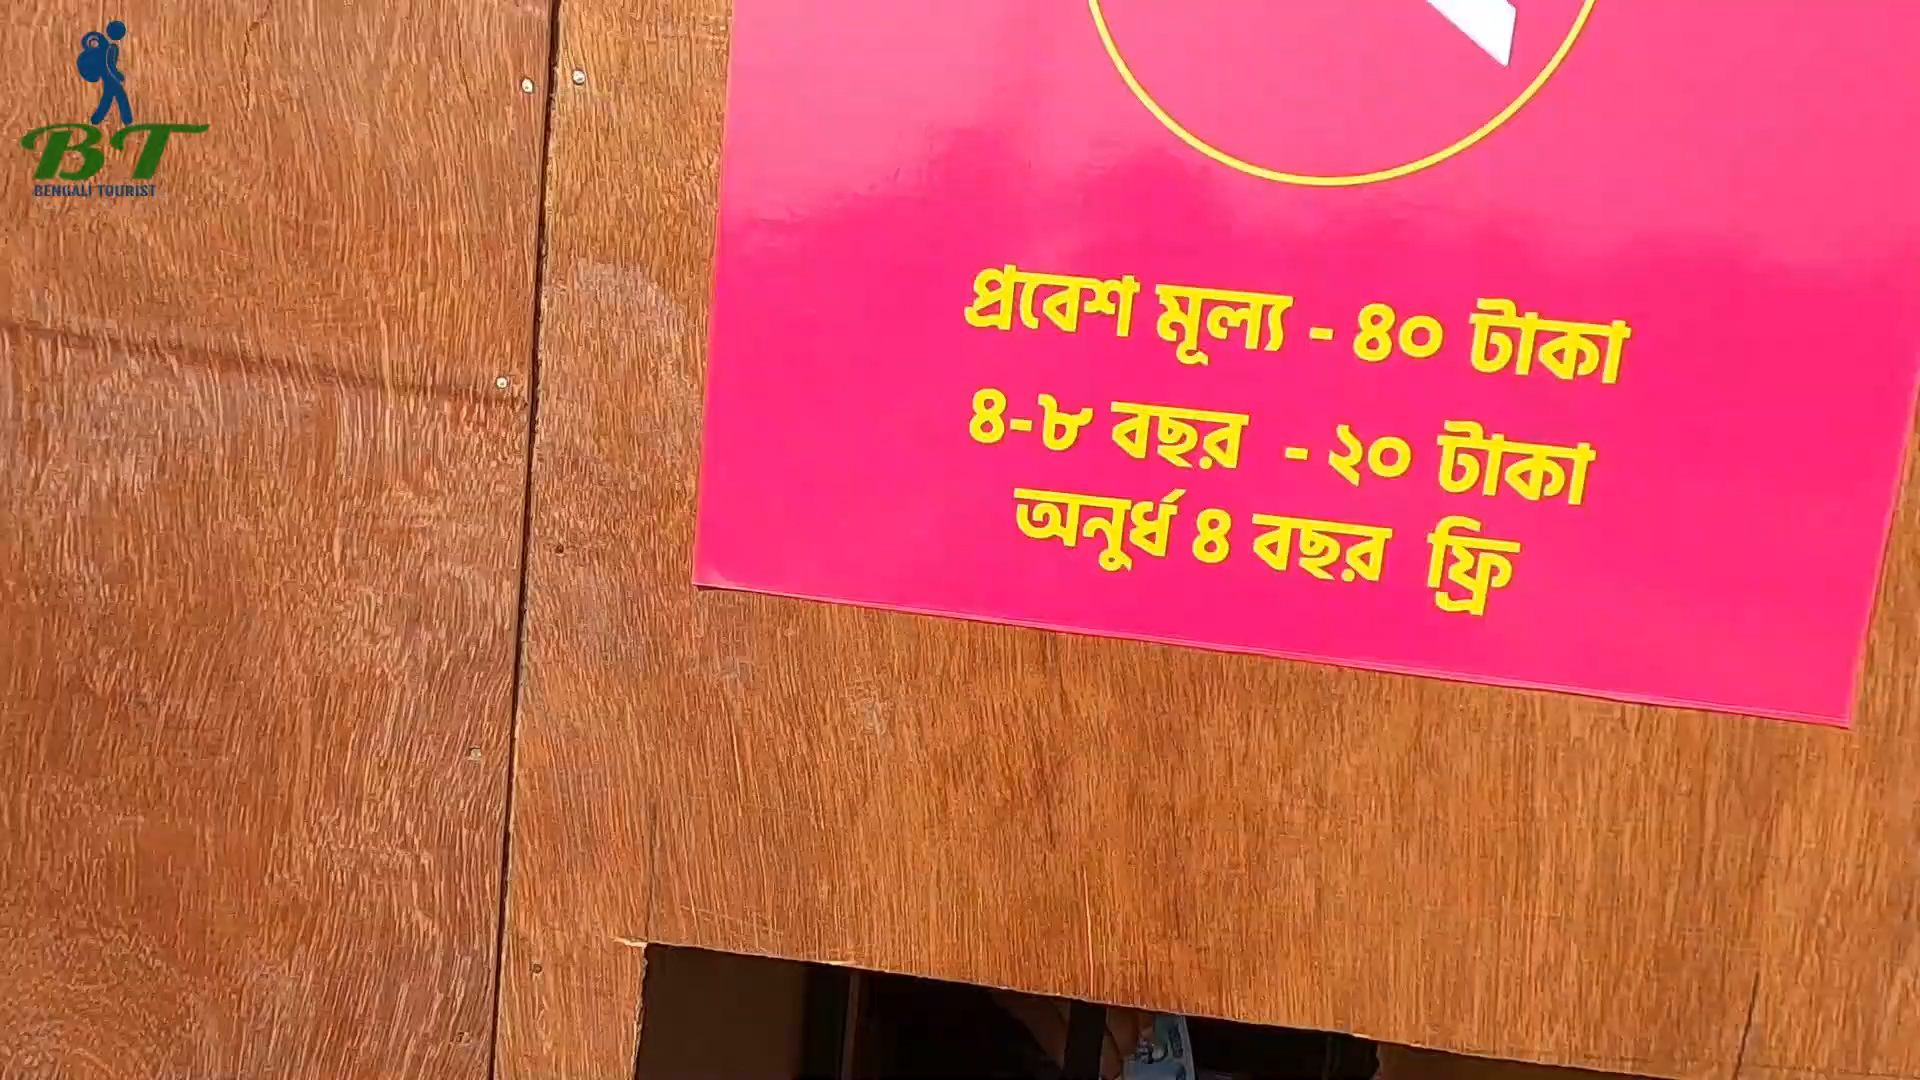 BT
BENGALI TOURIST
প্রবেশ মূল্য - ৪০ টাকা
৪-৮ বছর - ২০ টাকা
অনুর্ধ ৪ বছর ফ্রি